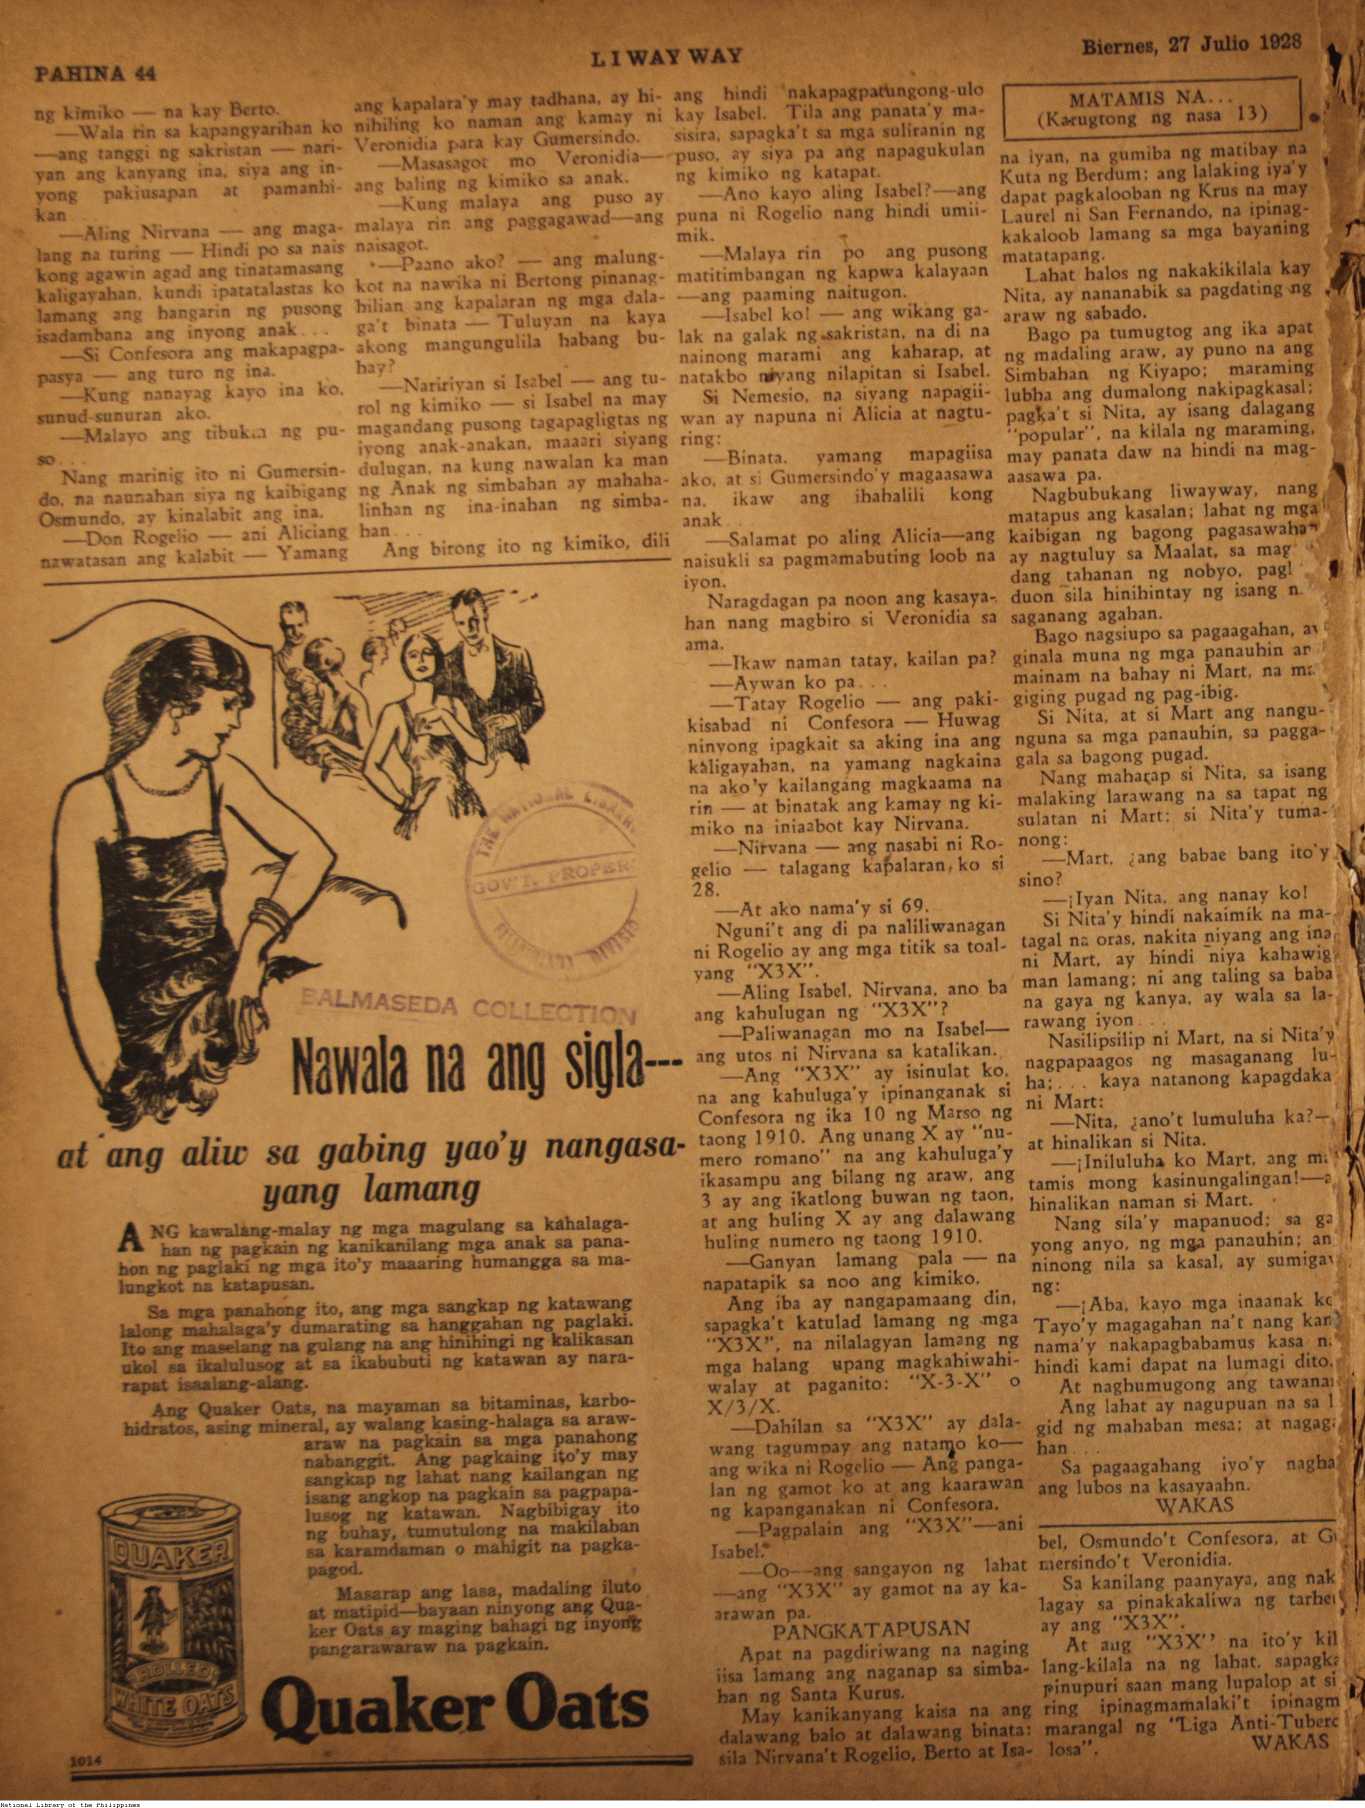 PAHINA 44
LIWAYWAY
Biernes, 27 Julio 1928
ng kimiko — na kay Berto.
—Wala rin sa kapangyarihan ko
—ang tanggi ng sakristan — nari-
yan ang kanyang ina, siya ang in-
yong pakiusapan at pamanhi-
kan...
—Aling Nirvana — ang maga-
lang na turing — Hindi po sa nais
kong agawin agad ang tinatamasang
kaligayahan, kundi ipatatalastas ko
lamang ang hangarin ng pusong
isadambana ang inyong anak...
—Si Confesora ang makapagpa-
pasya — ang turo ng ina.
—Kung nanayag kayo ina ko,
sunud-sunuran ako.
—Malayo ang tibukan ng pu-
so...
Nang marinig ito ni Gumersin-
do, na naunahan siya ng kaibigang
Osmundo, ay kinalabit ang ina.
—Don Rogelio — ani Aliciang
nawatasan ang kalabit — Yamang
ang kapalara'y may tadhana, ay hi-
nihiling ko naman ang kamay ni
Veronidia para kay Gumersindo.
—Masasagot mo Veronidia—
ang baling ng kimiko sa anak.
—Kung malaya ang puso ay
malaya rin ang paggagawad—ang
naisagot.
—Paano ako? — ang malung-
kot na nawika ni Bertong pinanag-
bilian ang kapalaran ng mga dala-
ga't binata — Tuluyan na kaya
akong mangungulila habang bu-
hay?
—Naririyan si Isabel — ang tu-
rol ng kimiko — si Isabel na may
magandang pusong tagapagligtas ng
iyong anak-anakan, maaari siyang
dulugan, na kung nawalan ka man
ng Anak ng simbahan ay mahaha-
linhan ng ina-inahan ng simba-
han...
Ang birong ito ng kimiko, dili
ang hindi nakapagpatungong-ulo
kay Isabel. Tila ang panata'y ma-
sisira, sapagka't sa mga suliranin ng
puso, ay siya pa ang napagukulan
ng kimiko ng katapat.
—Ano kayo aling Isabel?—ang
puna ni Rogelio nang hindi umii-
mik.
—Malaya rin po ang pusong
matitimbangan ng kapwa kalayaan
—ang paaming naitugon.
—Isabel ko! — ang wikang ga-
lak na galak ng sakristan, na di na
nainong marami ang kaharap, at
natakbo niyang nilapitan si Isabel.
Si Nemesio, na siyang napagii-
wan ay napuna ni Alicia at nagtu-
ring:
—Binata, yamang mapagiisa
ako, at si Gumersindo'y magaasawa
na, ikaw ang ihahalili kong
anak...
—Salamat po aling Alicia—ang
naisukli sa pagmamabuting loob na
iyon.
Naragdagan pa noon ang kasaya-
han nang magbiro si Veronidia sa
ama.
—Ikaw naman tatay, kailan pa?
—Aywan ko pa...
—Tatay Rogelio — ang paki-
kisabad ni Confesora — Huwag
ninyong ipagkait sa aking ina ang
kaligayahan, na yamang nagkaina
na ako'y kailangang magkaama na
rin — at binatak ang kamay ng ki-
miko na iniaabot kay Nirvana.
—Nirvana — ang nasabi ni Ro-
gelio — talagang kapalaran ko si
28.
—At ako nama'y si 69.
Nguni't ang di pa naliliwanagan
ni Rogelio ay ang mga titik sa toal-
yang "X3X".
—Aling Isabel, Nirvana, ano ba
ang kahulugan ng "X3X"?
—Paliwanagan mo na Isabel—
ang utos ni Nirvana sa katalikan.
—Ang "X3X" ay isinulat ko,
na ang kahuluga'y ipinanganak si
Confesora ng ika 10 ng Marso ng
taong 1910. Ang unang X ay "nu-
mero romano" na ang kahuluga'y
ikasampu ang bilang ng araw, ang
3 ay ang ikatlong buwan ng taon,
at ang huling X ay ang dalawang
huling numero ng taong 1910.
—Ganyan lamang pala — na
napatapik sa noo ang kimiko.
Ang iba ay nangapamaang din,
sapagka't katulad lamang ng mga
"X3X", na nilalagyan lamang ng
mga halang upang magkahiwahi-
walay at paganito: "X-3-X" o
X/3/X.
—Dahilan sa "X3X" ay dala-
wang tagumpay ang natamo ko—
ang wika ni Rogelio — Ang panga-
lan ng gamot ko at ang kaarawan
ng kapanganakan ni Confesora.
—Pagpalain ang "X3X"—ani
Isabel.
—Oo—ang sangayon ng lahat
—ang "X3X" ay gamot na ay ka-
arawan pa.
PANGKATAPUSAN
Apat na pagdiriwang na naging
iisa lamang ang naganap sa simba-
han ng Santa Kurus.
May kanikanyang kaisa na ang
dalawang balo at dalawang binata:
sila Nirvana't Rogelio, Berto at Isa-
MATAMIS NA...
(Karugtong ng nasa 13)
na iyan, na gumiba ng matibay na
Kuta ng Berdum; ang lalaking iya'y
dapat pagkalooban ng Krus na may
Laurel ni San Fernando, na ipinag-
kakaloob lamang sa mga bayaning
matatapang.
Lahat halos ng nakakikilala kay
Nita, ay nananabik sa pagdating ng
araw ng sabado.
Bago pa tumugtog ang ika apat
ng madaling araw, ay puno na ang
Simbahan ng Kiyapo; maraming
lubha ang dumalong nakipagkasal;
pagka't si Nita, ay isang dalagang
"popular", na kilala ng maraming,
may panata daw na hindi na mag-
aasawa pa.
Nagbubukang liwayway, nang
matapus ang kasalan; lahat ng mga
kaibigan ng bagong pagasawahan
ay nagtuluy sa Maalat, sa mag
dang tahanan ng nobyo, pagl
duon sila hinihintay ng isang
saganang agahan.
Bago nagsiupo sa pagaagahan,
ginala muna ng mga panauhin
mainam na bahay ni Mart, na
giging pugad ng pag-ibig.
Si Nita, at si Mart ang nangu-
nguna sa mga panauhin, sa pagga-
gala sa bagong pugad.
Nang maharap si Nita, sa isang
malaking larawang na sa tapat ng
sulatan ni Mart: si Nita'y tuma-
nong:
—Mart, ¿ang babae bang ito'y
sino?
—¡Iyan Nita, ang nanay ko!
Si Nita'y hindi nakaimik na ma-
tagal na oras, nakita niyang ang ina
ni Mart, ay hindi niya kahawig
man lamang; ni ang taling sa baba
na gaya ng kanya, ay wala sa la-
rawang iyon...
Nasilipsilip ni Mart, na si Nita'y
nagpapaagos ng masaganang lu-
ha;... kaya natanong kapagdaka
ni Mart:
—Nita, ¿ano't lumuluha ka?—
at hinalikan si Nita.
—¡Iniluluha ko Mart, ang
tamis mong kasinungalingan!—
hinalikan naman si Mart.
Nang sila'y mapanuod; sa ga
yong anyo, ng mga panauhin;
ninong nila sa kasal, ay sumigaw
ng:
—¡Aba, kayo mga inaanak ko
Tayo'y magagahan na't nang
nama'y nakapagbabamus kasa
hindi kami dapat na lumagi dito.
At naghumugong ang tawana
Ang lahat ay nagupuan na sa
gid ng mahaban mesa; at nagag
han...
Sa pagaagahang iyo'y nagha
ang lubos na kasayaahn.
WAKAS
bel, Osmundo't Confesora, at
mersindo't Veronidia.
Sa kanilang paanyaya, ang nak
lagay sa pinakakaliwa ng
ay ang "X3X".
At ang "X3X" na ito'y kil
lang-kilala na ng lahat, sapagka
pinupuri saan mang lupalop at si
ring ipinagmamalaki't ipinagm
marangal ng "Liga Anti-Tuberc
losa".
WAKAS
THE NATIONAL LIBRARY
GOV'T. PROPERTY
BALMASEDA COLLECTION
Nawala na ang sigla---
at ang aliw sa gabing yao'y nangasa-
yang lamang
ANG kawalang-malay ng mga magulang sa kahalaga-
han ng pagkain ng kanikanilang mga anak sa pana-
hon ng paglaki ng mga ito'y maaaring humangga sa ma-
lungkot na katapusan.
Sa mga panahong ito, ang mga sangkap ng katawang
lalong mahalaga'y dumarating sa hanggahan ng paglaki.
Ito ang maselang na gulang na ang hinihingi ng kalikasan
ukol sa ikalulusog at sa ikabubuti ng katawan ay nara-
rapat isaalang-alang.
Ang Quaker Oats, na mayaman sa bitaminas, karbo-
hidratos, asing mineral, ay walang kasing-halaga sa araw-
araw na pagkain sa mga panahong
nabanggit. Ang pagkaing ito'y may
sangkap ng lahat nang kailangan ng
isang angkop na pagkain sa pagpapa-
lusog ng katawan. Nagbibigay ito
ng buhay, tumutulong na makilaban
sa karamdaman o mahigit na pagka-
pagod.
Masarap ang lasa, madaling iluto
at matipid—bayaan ninyong ang Qua-
ker Oats ay maging bahagi ng inyong
pangarawaraw na pagkain.
QUAKER
ROLLED
WHITE OATS
Quaker Oats
1014
National Library of the Philippines